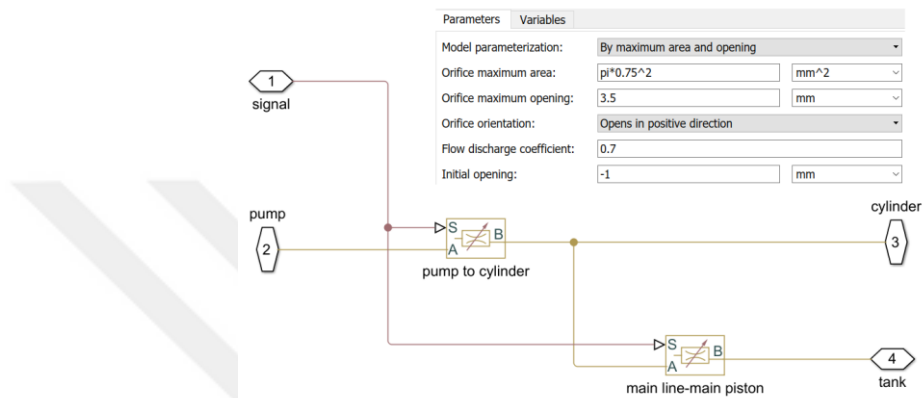 Parameters Variables
Model parameterization: By maximum area and opening
Orifice maximum area: pi*0.75^2 mm^2
Orifice maximum opening: 3.5 mm
Orifice orientation: Opens in positive direction
Flow discharge coefficient: 0.7
Initial opening: -1 mm
1
signal
pump
2
S
A
B
pump to cylinder
cylinder
3
S
A
B
main line-main piston
4
tank